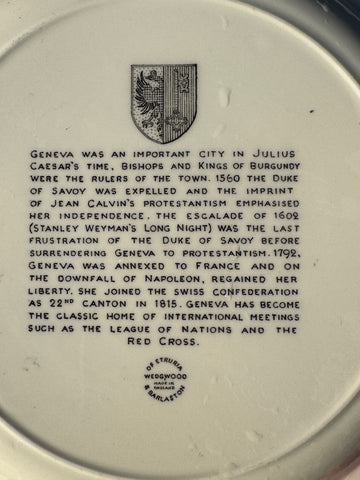 GENEVA WAS AN IMPORTANT CITY IN JULIUS
CAESAR'S TIME. BISHOPS AND KINGS OF BURGUNDY
WERE THE RULERS OF THE TOWN. 1560 THE DUKE
OF SAVOY WAS EXPELLED AND THE IMPRINT
OF JEAN CALVIN'S PROTESTANTISM EMPHASISED
HER INDEPENDENCE. THE ESCALADE OF 1602
(STANLEY WEYMAN'S LONG NIGHT) WAS THE LAST
FRUSTRATION OF THE DUKE OF SAVOY BEFORE
SURRENDERING GENEVA TO PROTESTANTISM. 1792,
GENEVA WAS ANNEXED TO FRANCE AND ON
THE DOWNFALL OF NAPOLEON, REGAINED HER
LIBERTY. SHE JOINED THE SWISS CONFEDERATION
AS 22ND CANTON IN 1815. GENEVA HAS BECOME
THE CLASSIC HOME OF INTERNATIONAL MEETINGS
SUCH AS THE LEAGUE OF NATIONS AND THE
RED CROSS.
OF ETRURIA
WEDGWOOD
MADE IN
ENGLAND
& BARLASTON